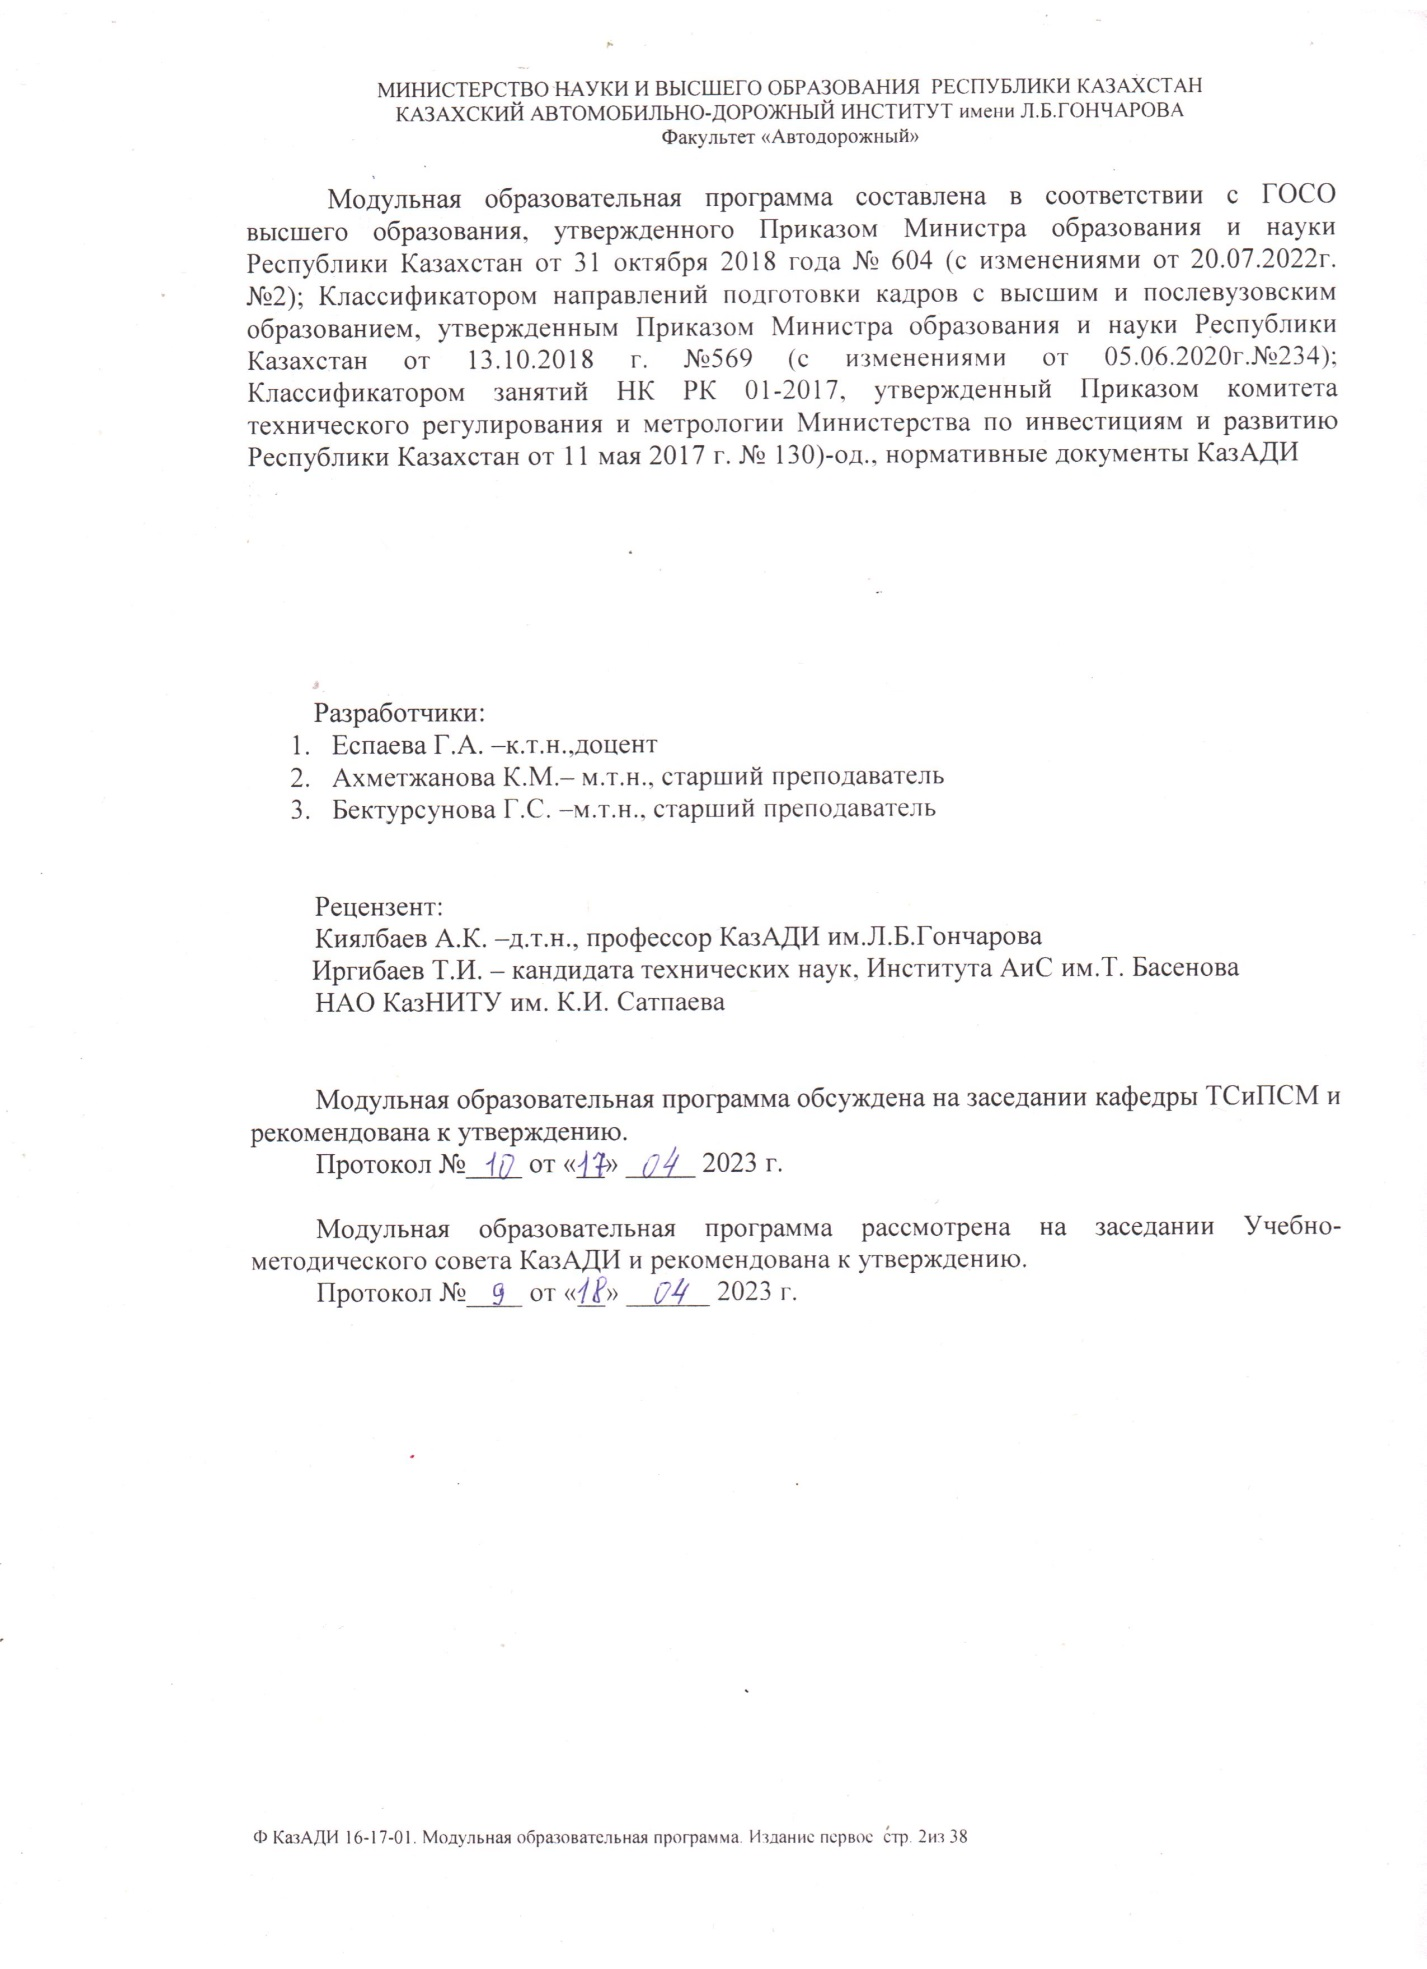 МИНИСТЕРСТВО НАУКИ И ВЫСШЕГО ОБРАЗОВАНИЯ РЕСПУБЛИКИ КАЗАХСТАН
КАЗАХСКИЙ АВТОМОБИЛЬНО-ДОРОЖНЫЙ ИНСТИТУТ имени Л.Б.ГОНЧАРОВА
Факультет «Автодорожный»
Модульная образовательная программа составлена в соответствии с ГОСО
высшего образования, утвержденного Приказом Министра образования и науки
Республики Казахстан от 31 октября 2018 года № 604 (с изменениями от 20.07.2022г.
№2); Классификатором направлений подготовки кадров с высшим и послевузовским
образованием, утвержденным Приказом Министра образования и науки Республики
Казахстан от 13.10.2018 г. №569 (с изменениями от 05.06.2020г.№234);
Классификатором занятий НК РК 01-2017, утвержденный Приказом комитета
технического регулирования и метрологии Министерства по инвестициям и развитию
Республики Казахстан от 11 мая 2017 г. № 130)-од., нормативные документы КазАДИ
Разработчики:
1. Еспаева Г.А. –к.т.н.,доцент
2. Ахметжанова К.М.– м.т.н., старший преподаватель
3. Бектурсунова Г.С. –м.т.н., старший преподаватель
Рецензент:
Киялбаев А.К. –д.т.н., профессор КазАДИ им.Л.Б.Гончарова
Иргибаев Т.И. – кандидата технических наук, Института АиС им.Т. Басенова
НАО КазНИТУ им. К.И. Сатпаева
Модульная образовательная программа обсуждена на заседании кафедры ТСиПСМ и
рекомендована к утверждению.
Протокол № 10 от «17» 04 2023 г.
Модульная образовательная программа рассмотрена на заседании Учебно-
методического совета КазАДИ и рекомендована к утверждению.
Протокол № 9 от «18» 04 2023 г.
Ф КазАДИ 16-17-01. Модульная образовательная программа. Издание первое стр. 2из 38